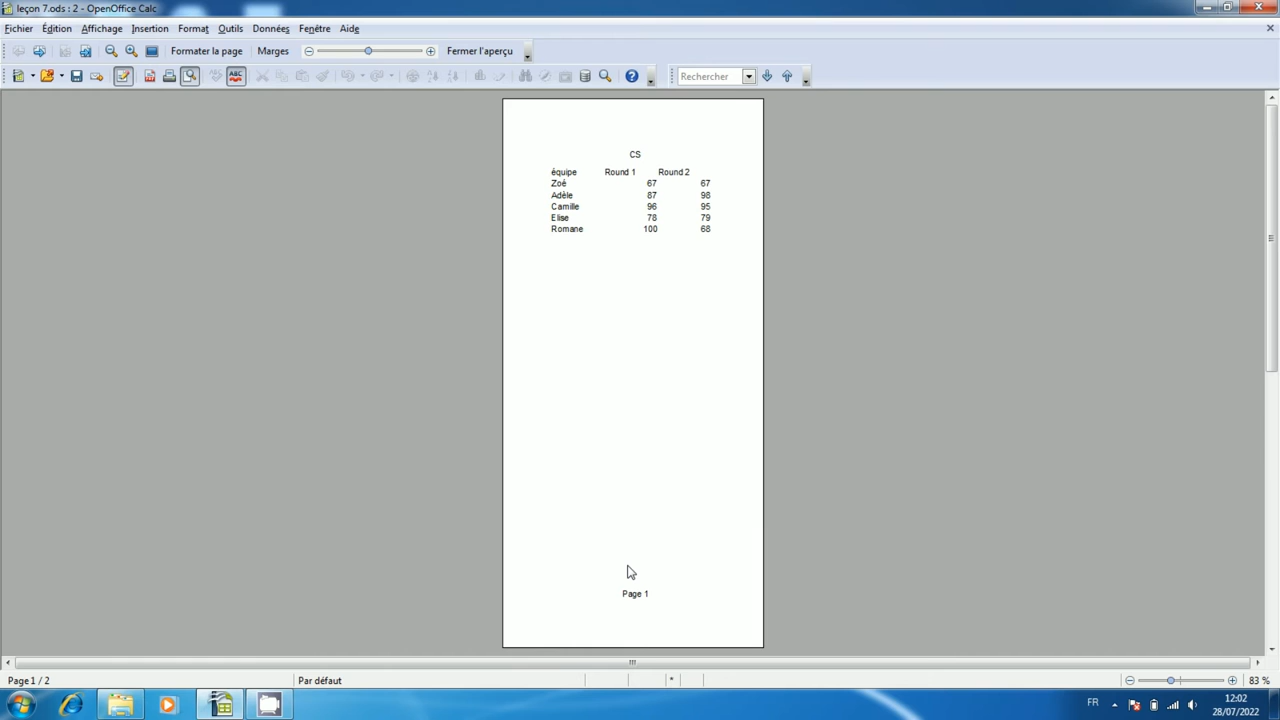 leçon 7.ods : 2 - OpenOffice Calc
Fichier Édition Affichage Insertion Format Outils Données Fenêtre Aide
Formater la page Marges Fermer l'aperçu
ABC Rechercher
CS
équipe Round 1 Round 2
Zoé 67 67
Adèle 87 98
Camille 96 95
Elise 78 79
Romane 100 68
Page 1
Page 1 / 2 Par défaut * 83 %
FR 12:02
28/07/2022